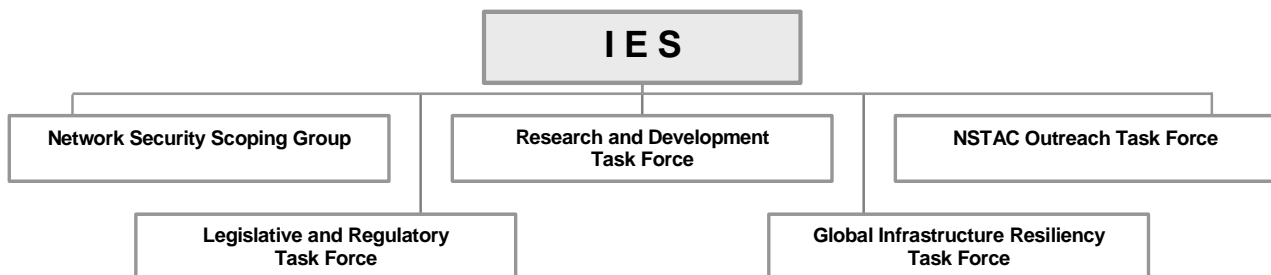 I E S
Network Security Scoping Group
Research and Development
Task Force
NSTAC Outreach Task Force
Legislative and Regulatory
Task Force
Global Infrastructure Resiliency
Task Force